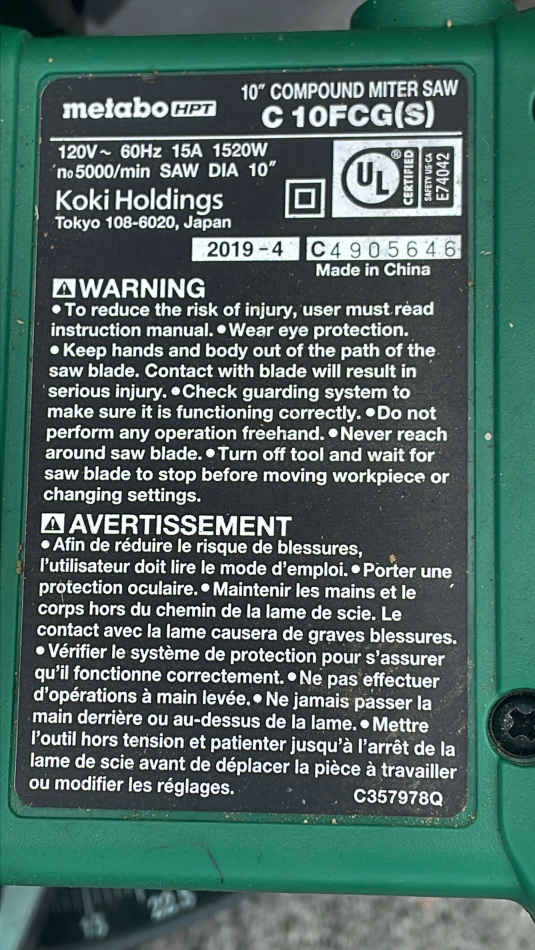 metabo HPT
10" COMPOUND MITER SAW
C 10FCG(S)
120V~ 60Hz 15A 1520W
n₀5000/min SAW DIA 10"
Koki Holdings
Tokyo 108-6020, Japan
UL ® CERTIFIED
SAFETY US-CA
E74042
2019-4 C4905646
Made in China
⚠WARNING
●To reduce the risk of injury, user must read
instruction manual. ●Wear eye protection.
●Keep hands and body out of the path of the
saw blade. Contact with blade will result in
serious injury. ●Check guarding system to
make sure it is functioning correctly. ●Do not
perform any operation freehand. ●Never reach
around saw blade. ●Turn off tool and wait for
saw blade to stop before moving workpiece or
changing settings.
⚠AVERTISSEMENT
●Afin de réduire le risque de blessures,
l'utilisateur doit lire le mode d'emploi. ●Porter une
protection oculaire. ●Maintenir les mains et le
corps hors du chemin de la lame de scie. Le
contact avec la lame causera de graves blessures.
●Vérifier le système de protection pour s'assurer
qu'il fonctionne correctement. ●Ne pas effectuer
d'opérations à main levée. ●Ne jamais passer la
main derrière ou au-dessus de la lame. ●Mettre
l'outil hors tension et patienter jusqu'à l'arrêt de la
lame de scie avant de déplacer la pièce à travailler
ou modifier les réglages.
C357978Q
15 22.5